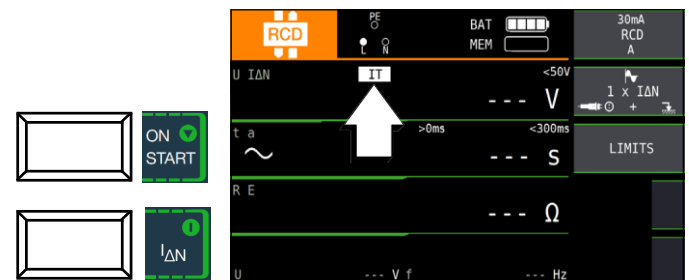 ON
START
I
IΔN
RCD
PE
L N
BAT
MEM
30mA
RCD
A
U IΔN
IT
<50V
--- V
1 x IΔN
+
t a
>0ms
<300ms
--- s
LIMITS
R E
--- Ω
U --- V f --- Hz